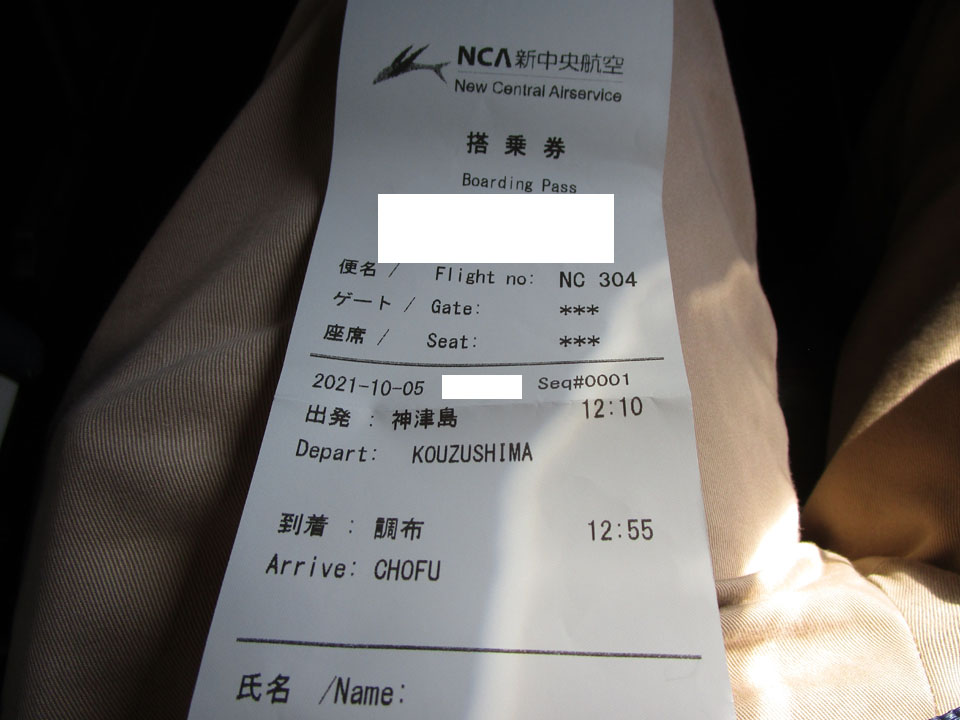 NCA新中央航空
New Central Airservice
搭乗券
Boarding Pass
便名 / Flight no: NC 304
ゲート / Gate: ***
座席 / Seat: ***
2021-10-05 Seq#0001
出発 : 神津島 12:10
Depart: KOUZUSHIMA
到着 : 調布 12:55
Arrive: CHOFU
氏名 /Name: